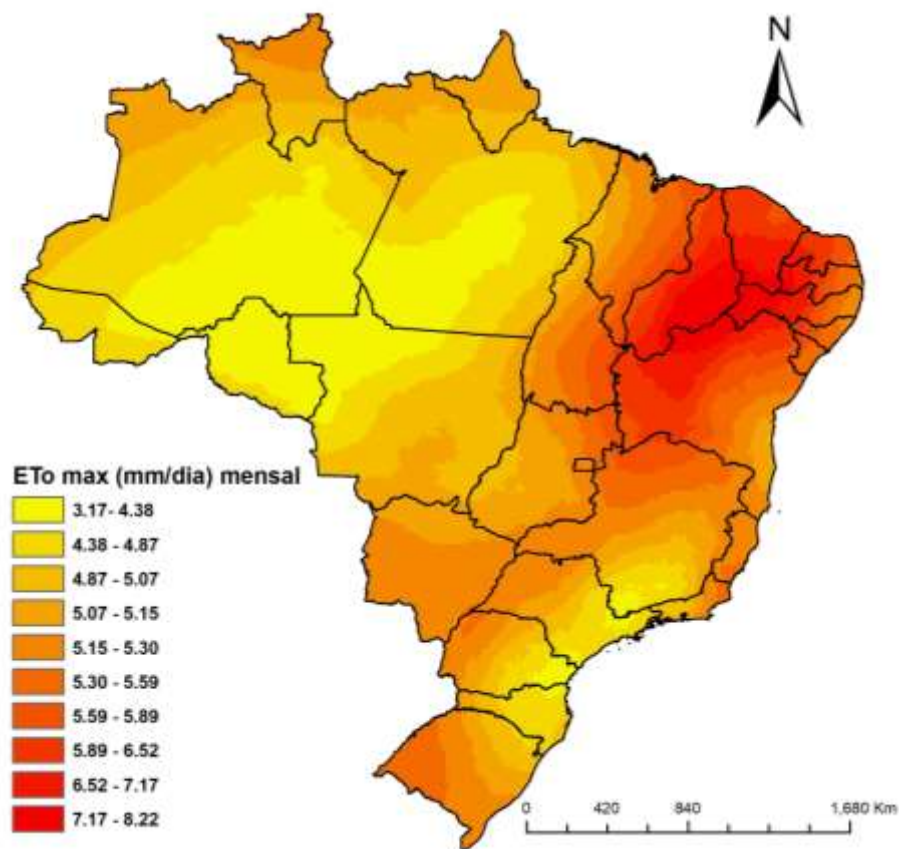 N
ETo max (mm/dia) mensal
3.17- 4.38
4.38 - 4.87
4.87 - 5.07
5.07 - 5.15
5.15 - 5.30
5.30 - 5.59
5.59 - 5.89
5.89 - 6.52
6.52 - 7.17
7.17 - 8.22
0 420 840 1,680 Km